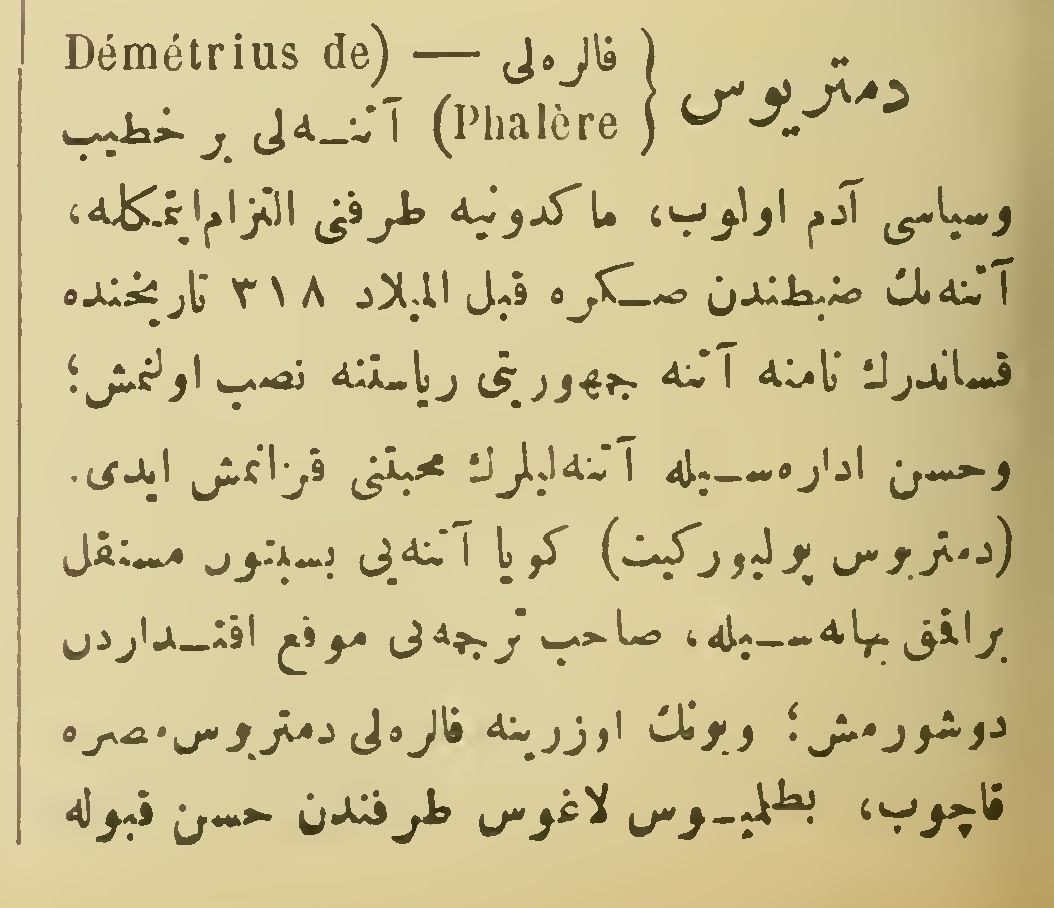 دمتریوس { فالره‌لی — (Démétrius de
Phalère) آتنه‌لی بر خطیب
وسیاسی آدم اولوب، ماکدونیه طرفنی التزام ایتمکله،
آتنه‌نك ضبطندن صکره قبل المیلاد ۳۱۸ تاریخنده
قساندرك نامنه آتنه جمهوریتی ریاستنه نصب اولنمش؛
وحسن اداره‌سیله آتنه‌لیلرك محبتنی قزانمش ایدی.
(دمتریوس پولیورکیت) کویا آتنه‌یی بسبتون مستقل
براقمق بهانه‌سیله، صاحب ترجمه‌یی موقع اقتداردن
دوشورمش؛ وبونك اوزرینه فالره‌لی دمتریوس مصره
قاچوب، بطلمیوس لاغوس طرفندن حسن قبوله